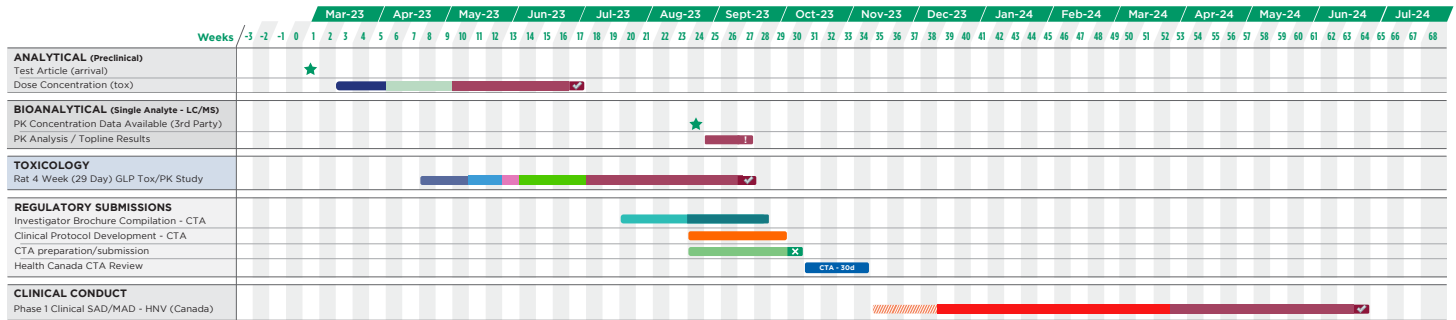 Mar-23 Apr-23 May-23 Jun-23 Jul-23 Aug-23 Sept-23 Oct-23 Nov-23 Dec-23 Jan-24 Feb-24 Mar-24 Apr-24 May-24 Jun-24 Jul-24
Weeks -3 -2 -1 0 1 2 3 4 5 6 7 8 9 10 11 12 13 14 15 16 17 18 19 20 21 22 23 24 25 26 27 28 29 30 31 32 33 34 35 36 37 38 39 40 41 42 43 44 45 46 47 48 49 50 51 52 53 54 55 56 57 58 59 60 61 62 63 64 65 66 67 68
ANALYTICAL (Preclinical)
Test Article (arrival)
Dose Concentration (tox)
BIOANALYTICAL (Single Analyte - LC/MS)
PK Concentration Data Available (3rd Party)
PK Analysis / Topline Results
!
TOXICOLOGY
Rat 4 Week (29 Day) GLP Tox/PK Study
REGULATORY SUBMISSIONS
Investigator Brochure Compilation - CTA
Clinical Protocol Development - CTA
CTA preparation/submission
Health Canada CTA Review
CTA - 30d
CLINICAL CONDUCT
Phase 1 Clinical SAD/MAD - HNV (Canada)